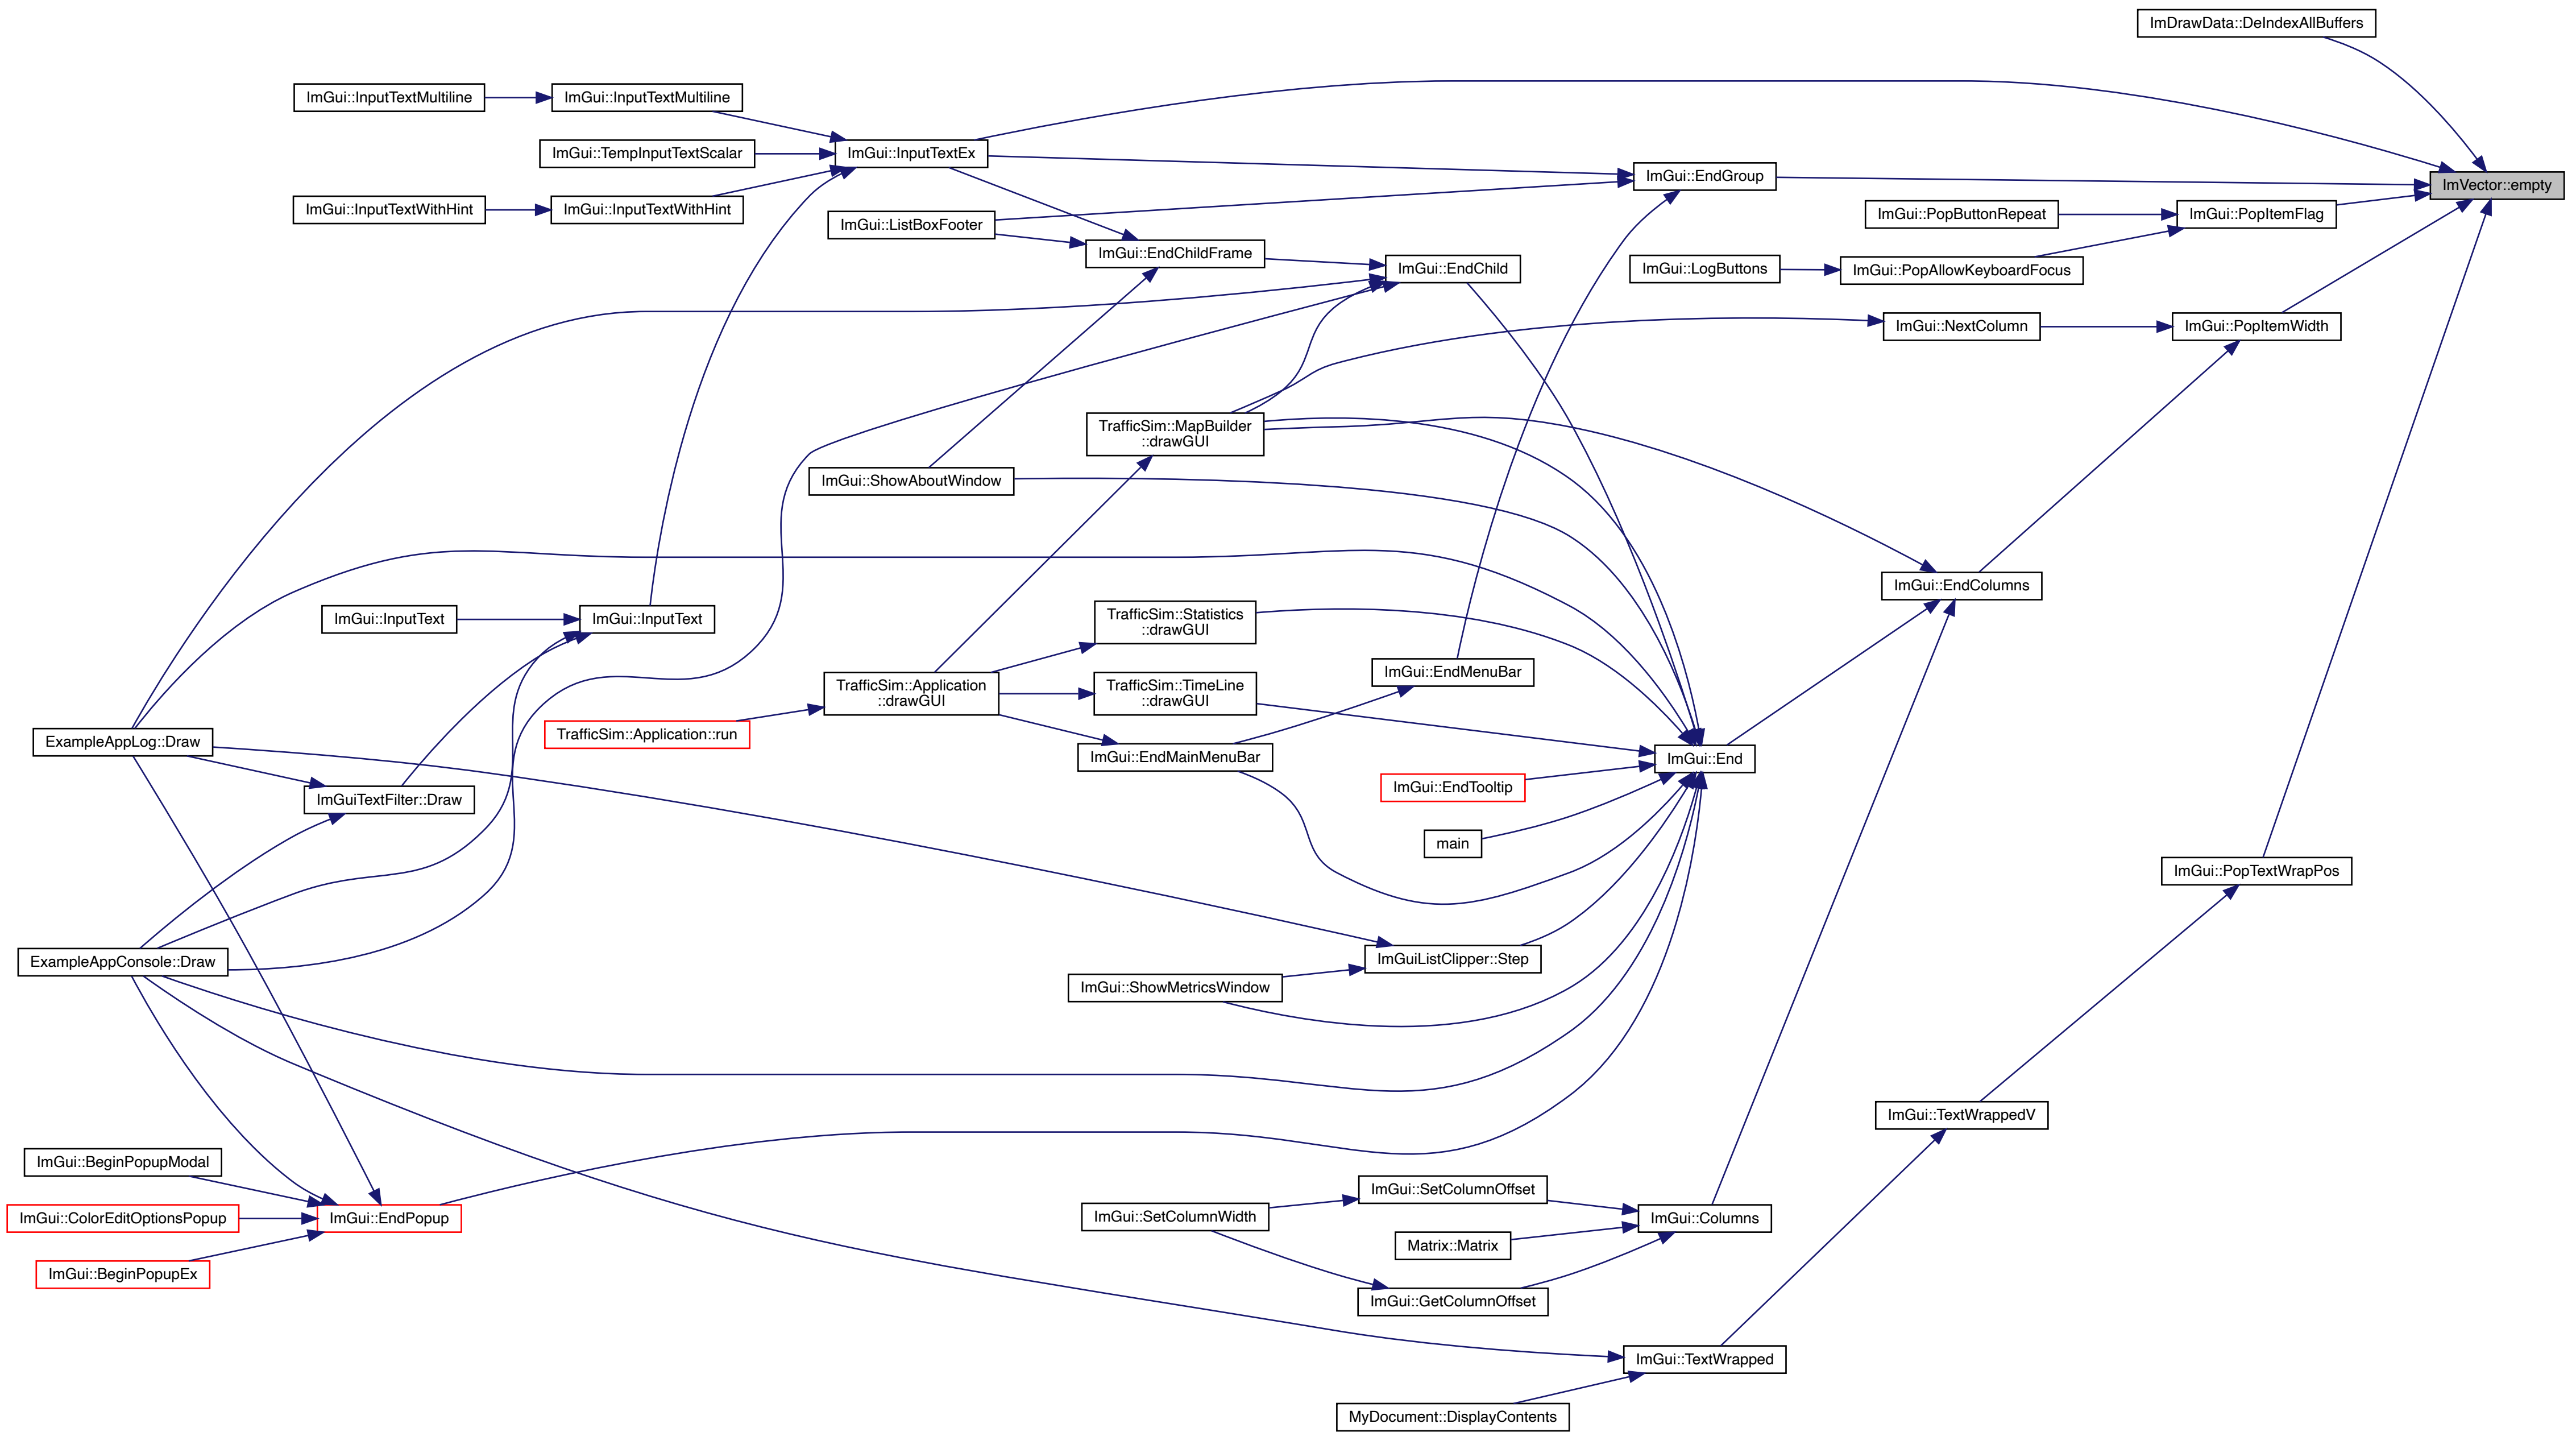 ImDrawData::DeIndexAllBuffers
ImGui::InputTextMultiline
ImGui::InputTextMultiline
ImGui::TempInputTextScalar
ImGui::InputTextEx
ImGui::EndGroup
ImVector::empty
ImGui::InputTextWithHint
ImGui::InputTextWithHint
ImGui::ListBoxFooter
ImGui::PopButtonRepeat
ImGui::PopItemFlag
ImGui::EndChildFrame
ImGui::EndChild
ImGui::LogButtons
ImGui::PopAllowKeyboardFocus
ImGui::NextColumn
ImGui::PopItemWidth
TrafficSim::MapBuilder
::drawGUI
ImGui::ShowAboutWindow
ImGui::EndColumns
ImGui::InputText
ImGui::InputText
TrafficSim::Statistics
::drawGUI
ImGui::EndMenuBar
TrafficSim::Application
::drawGUI
TrafficSim::TimeLine
::drawGUI
TrafficSim::Application::run
ExampleAppLog::Draw
ImGui::EndMainMenuBar
ImGui::End
ImGui::EndTooltip
ImGuiTextFilter::Draw
main
ImGui::PopTextWrapPos
ExampleAppConsole::Draw
ImGuiListClipper::Step
ImGui::ShowMetricsWindow
ImGui::TextWrappedV
ImGui::BeginPopupModal
ImGui::SetColumnOffset
ImGui::ColorEditOptionsPopup
ImGui::EndPopup
ImGui::SetColumnWidth
ImGui::Columns
Matrix::Matrix
ImGui::BeginPopupEx
ImGui::GetColumnOffset
ImGui::TextWrapped
MyDocument::DisplayContents